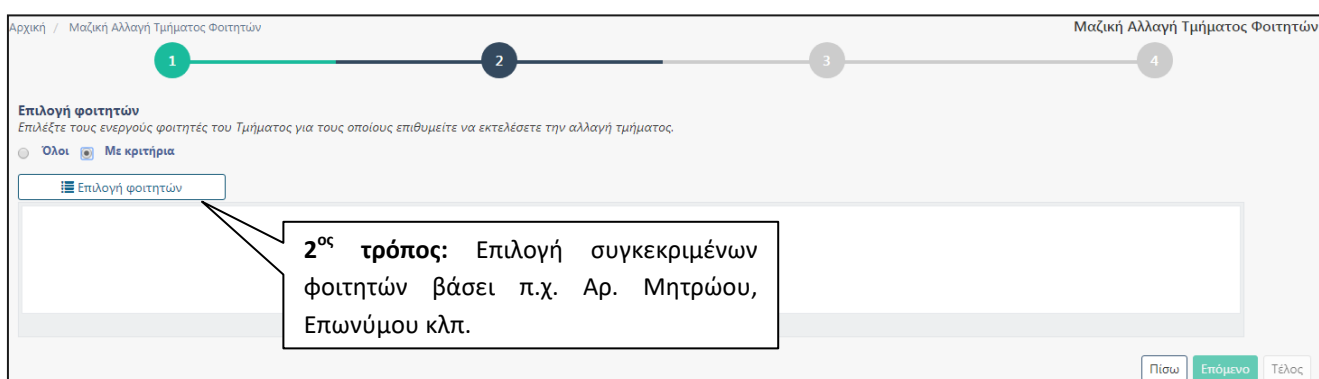 Αρχική / Μαζική Αλλαγή Τμήματος Φοιτητών
Μαζική Αλλαγή Τμήματος Φοιτητών
1 2 3 4
Επιλογή φοιτητών
Επιλέξτε τους ενεργούς φοιτητές του Τμήματος για τους οποίους επιθυμείτε να εκτελέσετε την αλλαγή τμήματος.
Όλοι Με κριτήρια
Επιλογή φοιτητών
2ος τρόπος: Επιλογή συγκεκριμένων
φοιτητών βάσει π.χ. Αρ. Μητρώου,
Επωνύμου κλπ.
Πίσω Επόμενο Τέλος